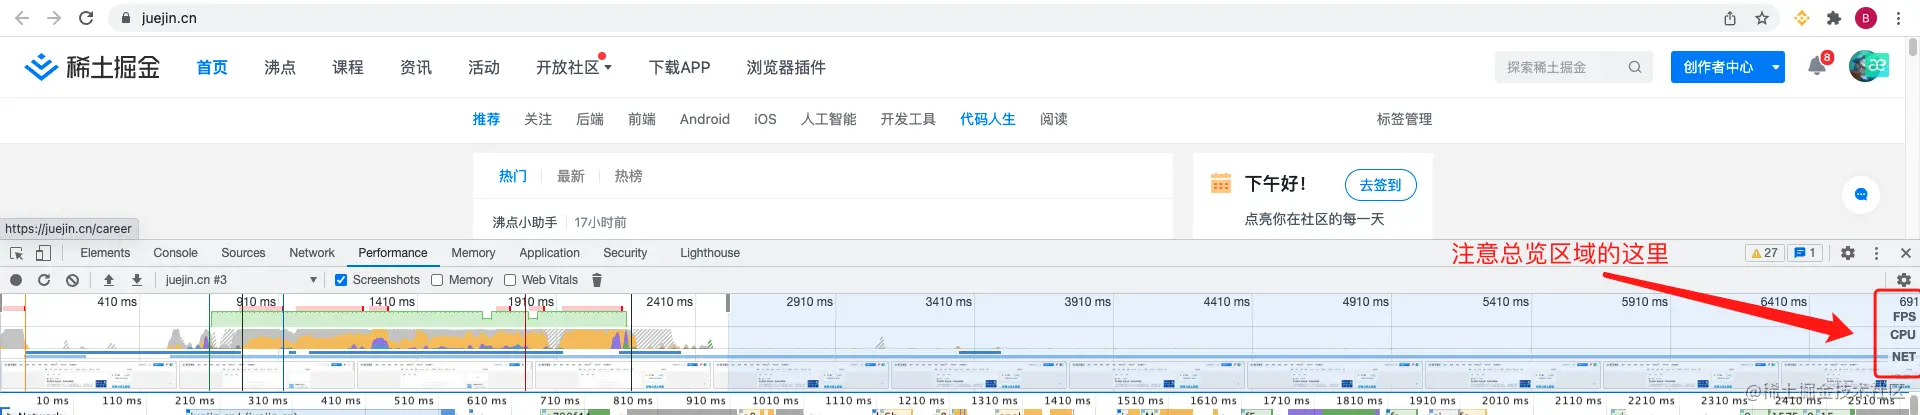 juejin.cn
B
稀土掘金 首页 沸点 课程 资讯 活动 开放社区 下载APP 浏览器插件 探索稀土掘金 创作者中心 8
推荐 关注 后端 前端 Android iOS 人工智能 开发工具 代码人生 阅读 标签管理
热门 最新 热榜
下午好！ 去签到
沸点小助手 17小时前
点亮你在社区的每一天
https://juejin.cn/career
注意总览区域的这里
Elements Console Sources Network Performance Memory Application Security Lighthouse 27 1
juejin.cn #3 Screenshots Memory Web Vitals
410 ms 910 ms 1410 ms 1910 ms 2410 ms 2910 ms 3410 ms 3910 ms 4410 ms 4910 ms 5410 ms 5910 ms 6410 ms 691
FPS
CPU
NET
@稀土掘金技术社区
10 ms 110 ms 210 ms 310 ms 410 ms 510 ms 610 ms 710 ms 810 ms 910 ms 1010 ms 1110 ms 1210 ms 1310 ms 1410 ms 1510 ms 1610 ms 1710 ms 1810 ms 1910 ms 2010 ms 2110 ms 2210 ms 2310 ms 2410 ms 2510 ms
Network juejin.cn/ (juejin.cn)